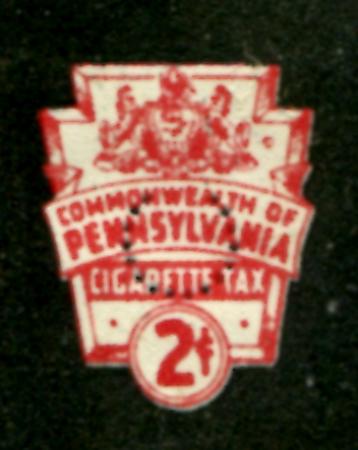 COMMONWEALTH OF
PENNSYLVANIA
CIGARETTE TAX
2¢